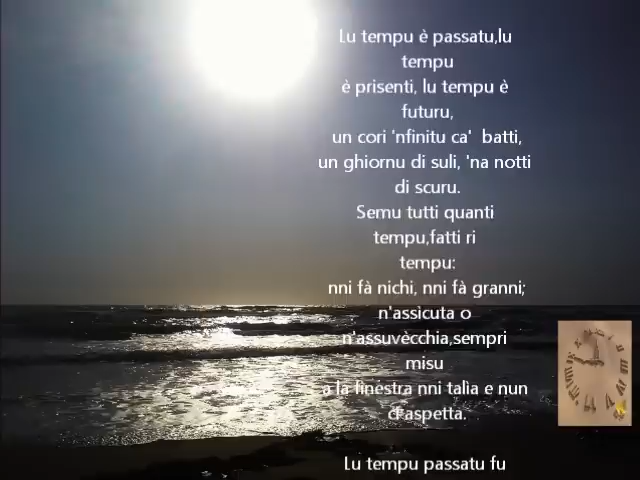 Lu tempu è passatu,lu
tempu
è prisenti, lu tempu è
futuru,
un cori 'nfinitu ca' batti,
un ghiornu di suli, 'na notti
di scuru.
Semu tutti quanti
tempu,fatti ri
tempu:
nni fà nichi, nni fà granni;
n'assicuta o
n'assuvècchia,sempri
misu
a la finèstra nni talìa e nun
ci aspetta.
Lu tempu passatu fu